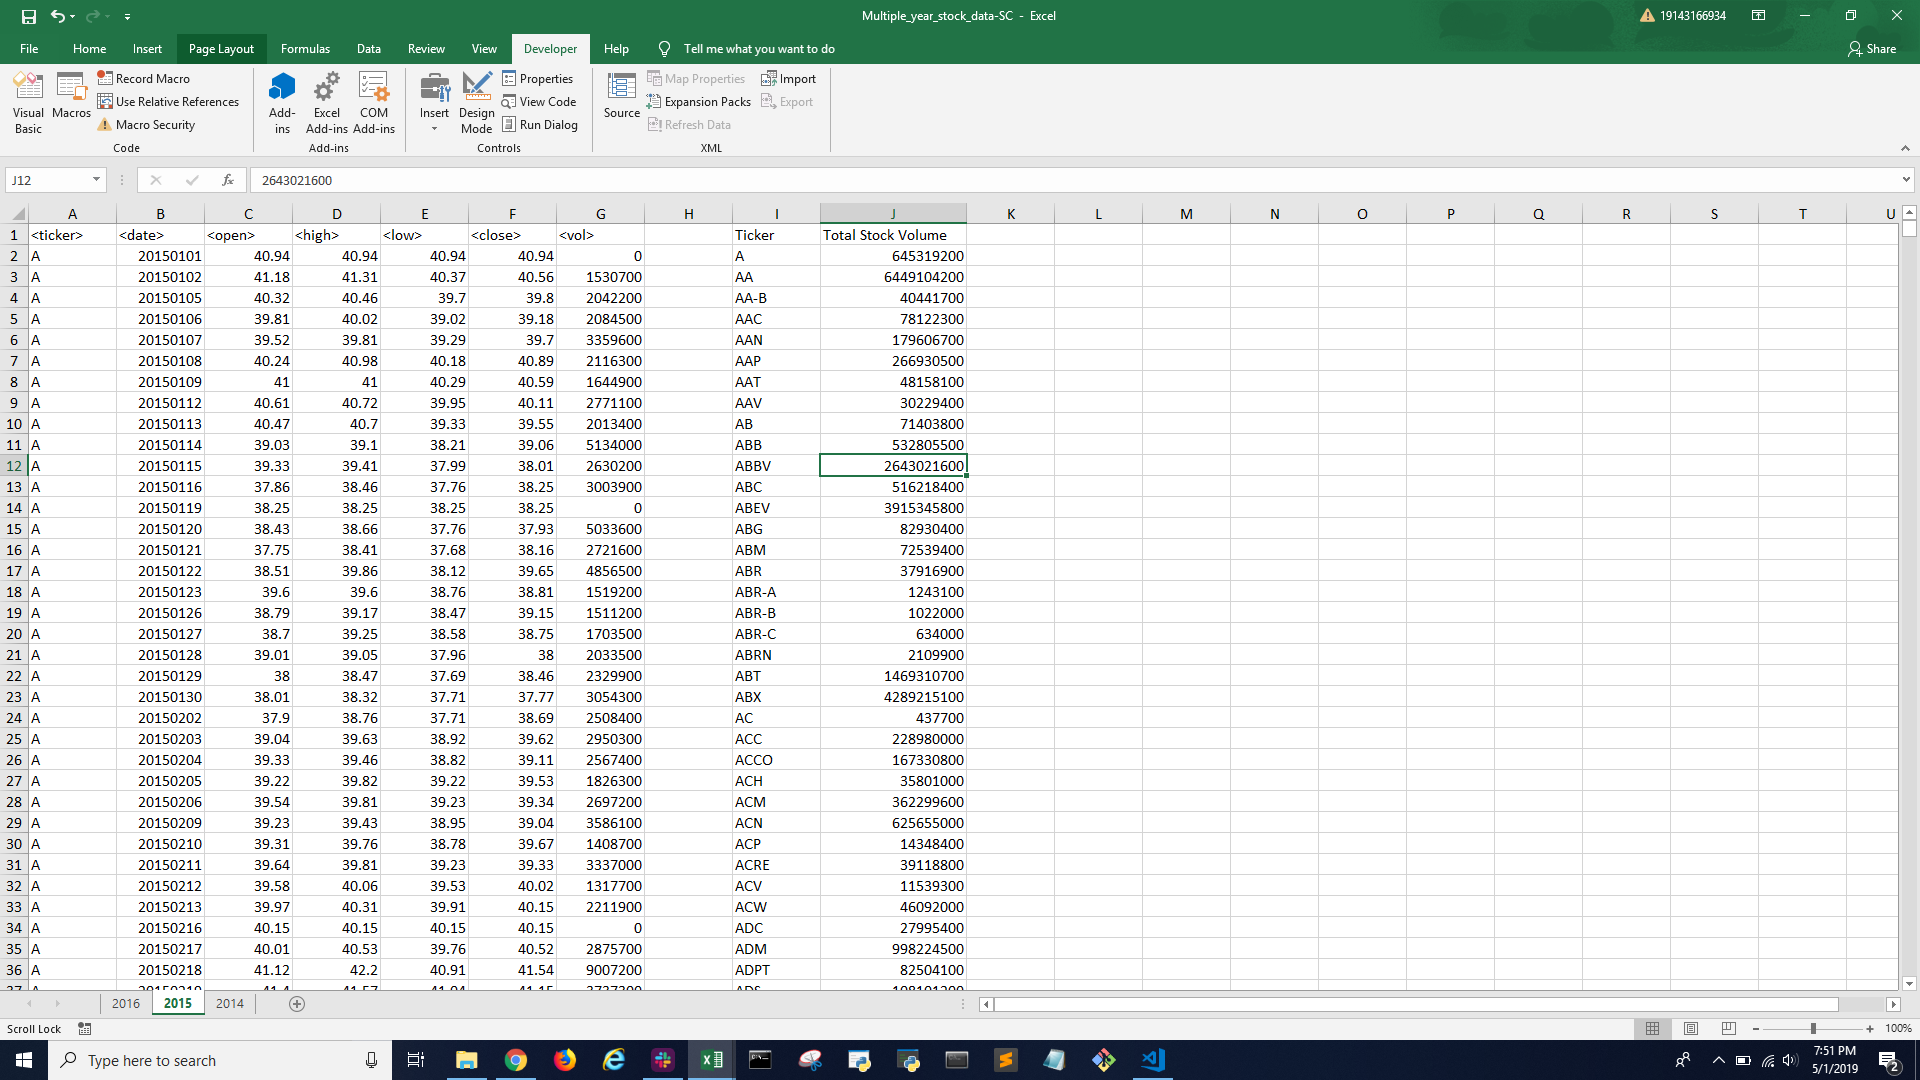 Multiple_year_stock_data-SC - Excel
19143166934
File Home Insert Page Layout Formulas Data Review View Developer Help Tell me what you want to do Share
Visual Basic
Macros
Record Macro
Use Relative References
Macro Security
Code
Add-ins
Excel Add-ins
COM Add-ins
Add-ins
Insert
Design Mode
Properties
View Code
Run Dialog
Controls
Source
Map Properties
Expansion Packs
Refresh Data
Import
Export
XML
J12 fx 2643021600
A B C D E F G H I J K L M N O P Q R S T U
1 <ticker> <date> <open> <high> <low> <close> <vol> Ticker Total Stock Volume
2 A 20150101 40.94 40.94 40.94 40.94 0 A 645319200
3 A 20150102 41.18 41.31 40.37 40.56 1530700 AA 6449104200
4 A 20150105 40.32 40.46 39.7 39.8 2042200 AA-B 40441700
5 A 20150106 39.81 40.02 39.02 39.18 2084500 AAC 78122300
6 A 20150107 39.52 39.81 39.29 39.7 3359600 AAN 179606700
7 A 20150108 40.24 40.98 40.18 40.89 2116300 AAP 266930500
8 A 20150109 41 41 40.29 40.59 1644900 AAT 48158100
9 A 20150112 40.61 40.72 39.95 40.11 2771100 AAV 30229400
10 A 20150113 40.47 40.7 39.33 39.55 2013400 AB 71403800
11 A 20150114 39.03 39.1 38.21 39.06 5134000 ABB 532805500
12 A 20150115 39.33 39.41 37.99 38.01 2630200 ABBV 2643021600
13 A 20150116 37.86 38.46 37.76 38.25 3003900 ABC 516218400
14 A 20150119 38.25 38.25 38.25 38.25 0 ABEV 3915345800
15 A 20150120 38.43 38.66 37.76 37.93 5033600 ABG 82930400
16 A 20150121 37.75 38.41 37.68 38.16 2721600 ABM 72539400
17 A 20150122 38.51 39.86 38.12 39.65 4856500 ABR 37916900
18 A 20150123 39.6 39.6 38.76 38.81 1519200 ABR-A 1243100
19 A 20150126 38.79 39.17 38.47 39.15 1511200 ABR-B 1022000
20 A 20150127 38.7 39.25 38.58 38.75 1703500 ABR-C 634000
21 A 20150128 39.01 39.05 37.96 38 2033500 ABRN 2109900
22 A 20150129 38 38.47 37.69 38.46 2329900 ABT 1469310700
23 A 20150130 38.01 38.32 37.71 37.77 3054300 ABX 4289215100
24 A 20150202 37.9 38.76 37.71 38.69 2508400 AC 437700
25 A 20150203 39.04 39.63 38.92 39.62 2950300 ACC 228980000
26 A 20150204 39.33 39.46 38.82 39.11 2567400 ACCO 167330800
27 A 20150205 39.22 39.82 39.22 39.53 1826300 ACH 35801000
28 A 20150206 39.54 39.81 39.23 39.34 2697200 ACM 362299600
29 A 20150209 39.23 39.43 38.95 39.04 3586100 ACN 625655000
30 A 20150210 39.31 39.76 38.78 39.67 1408700 ACP 14348400
31 A 20150211 39.64 39.81 39.23 39.33 3337000 ACRE 39118800
32 A 20150212 39.58 40.06 39.53 40.02 1317700 ACV 11539300
33 A 20150213 39.97 40.31 39.91 40.15 2211900 ACW 46092000
34 A 20150216 40.15 40.15 40.15 40.15 0 ADC 27995400
35 A 20150217 40.01 40.53 39.76 40.52 2875700 ADM 998224500
36 A 20150218 41.12 42.2 40.91 41.54 9007200 ADPT 82504100
2016 2015 2014
Scroll Lock 100%
Type here to search
7:51 PM
5/1/2019
2